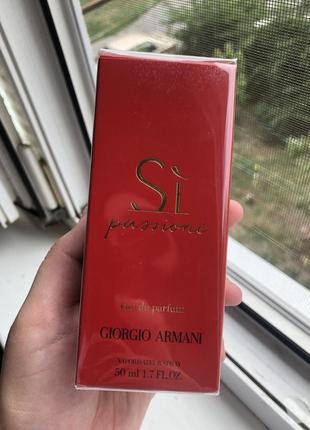 Sì
passione
eau de parfum
GIORGIO ARMANI
VAPORISATEUR SPRAY
50 ml 1.7 FL.OZ.